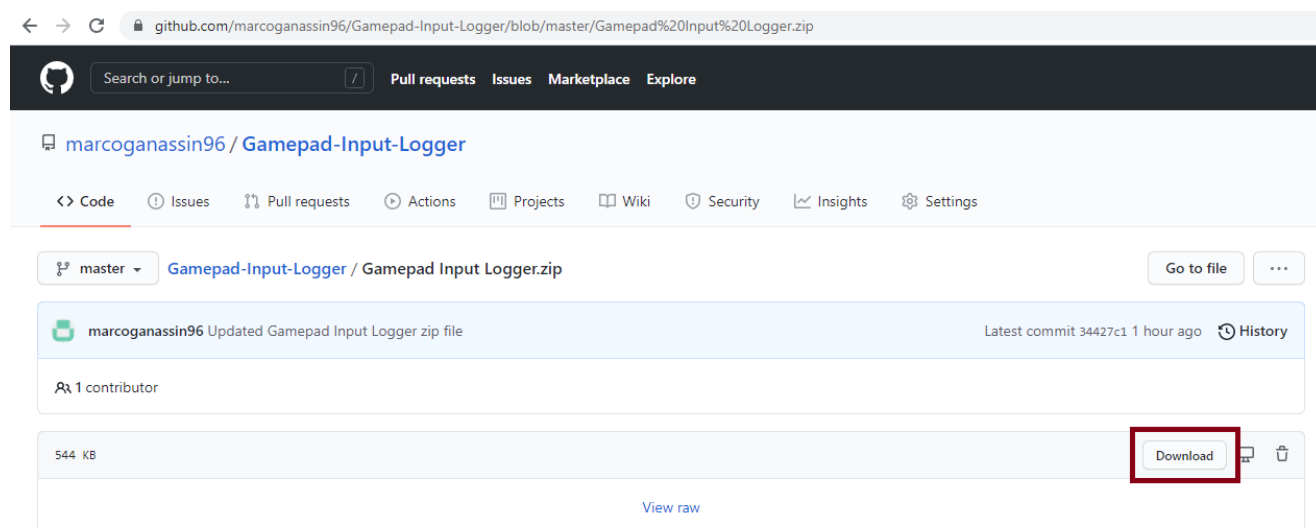 github.com/marcoganassin96/Gamepad-Input-Logger/blob/master/Gamepad%20Input%20Logger.zip
Search or jump to... / Pull requests Issues Marketplace Explore
marcoganassin96 / Gamepad-Input-Logger
<> Code Issues Pull requests Actions Projects Wiki Security Insights Settings
master Gamepad-Input-Logger / Gamepad Input Logger.zip Go to file ...
marcoganassin96 Updated Gamepad Input Logger zip file Latest commit 34427c1 1 hour ago History
1 contributor
544 KB Download
View raw